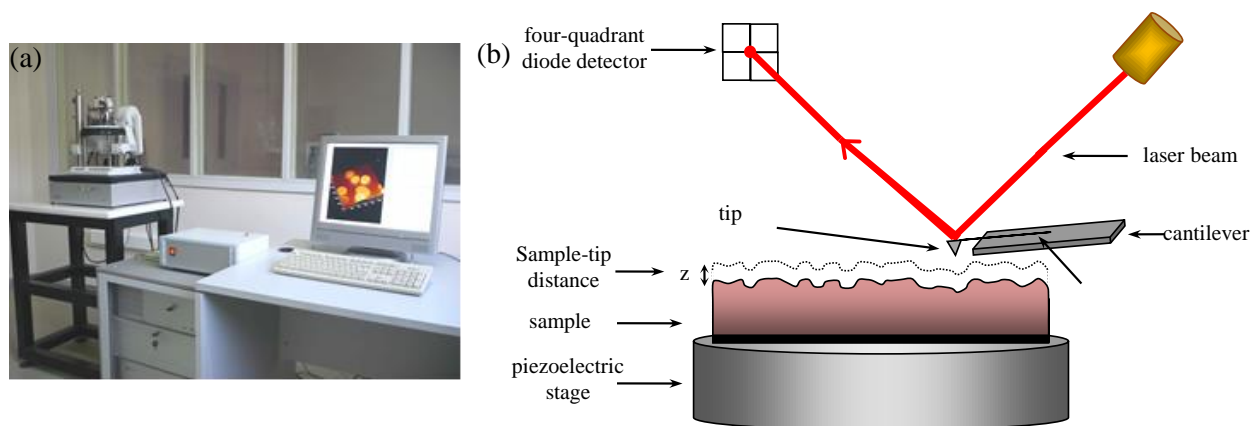 (a)
(b)
four-quadrant
diode detector
laser beam
tip
cantilever
Sample-tip
distance
z
sample
piezoelectric
stage